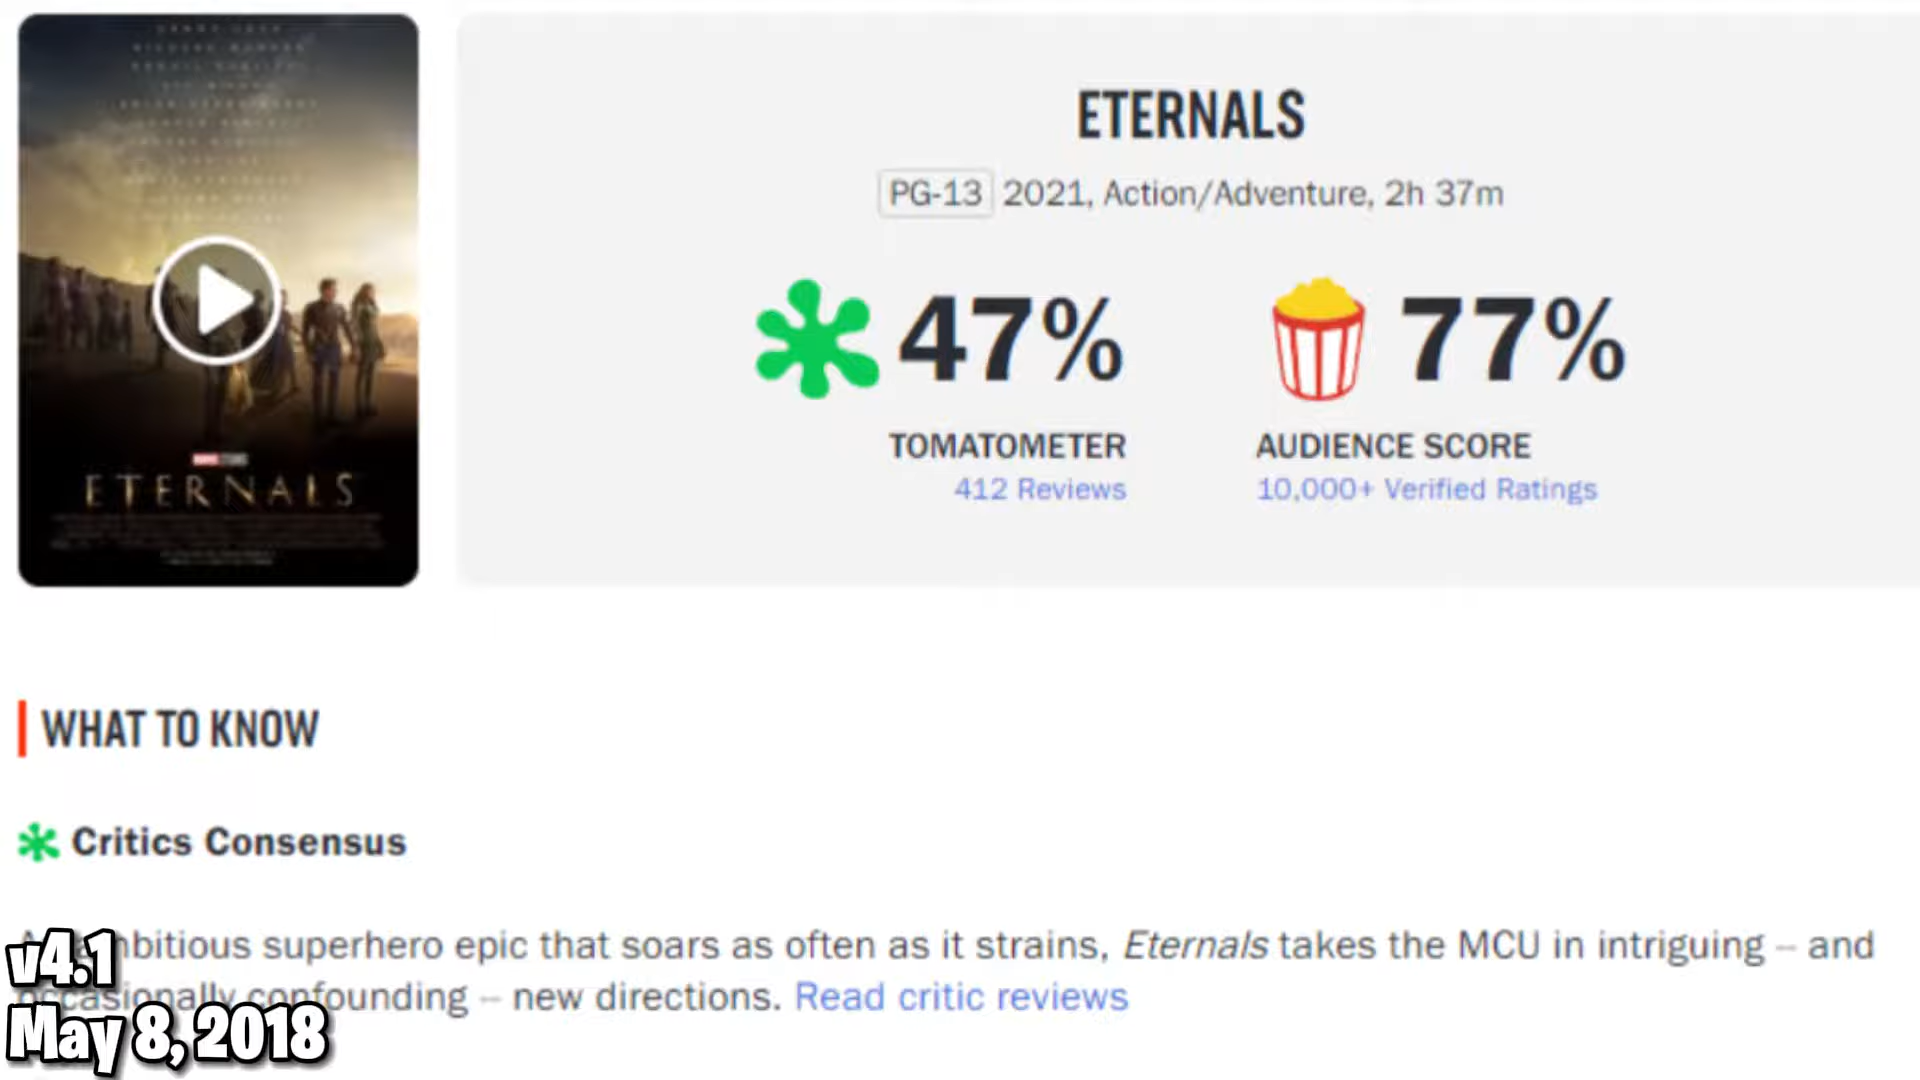 ETERNALS
ETERNALS
PG-13 2021, Action/Adventure, 2h 37m
47%
77%
TOMATOMETER
AUDIENCE SCORE
412 Reviews
10,000+ Verified Ratings
WHAT TO KNOW
Critics Consensus
superhero epic that soars as often as it strains, Eternals takes the MCU in intriguing – and
occasionally confounding – new directions. Read critic reviews
v4.1
May 8, 2018